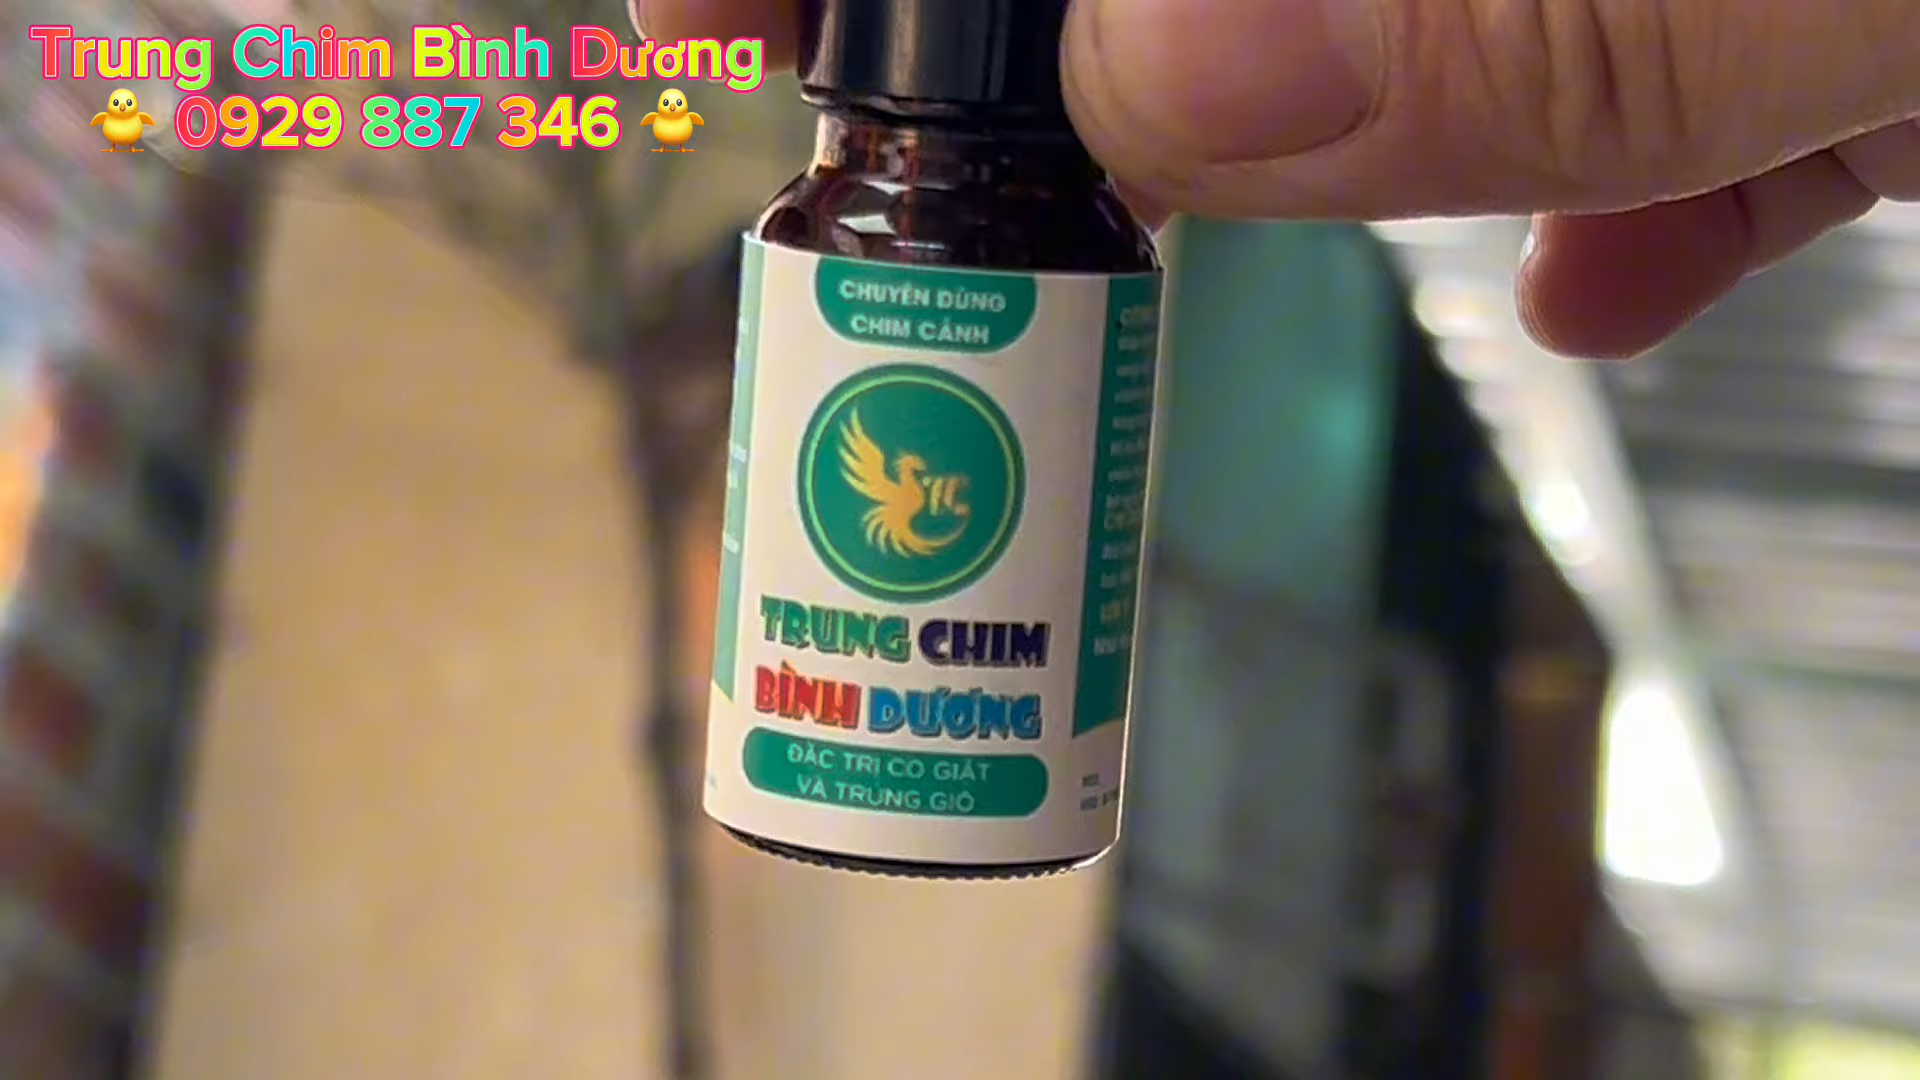 Trung Chim Bình Dương
🐥 0929 887 346 🐥
CHUYÊN DÙNG
CHIM CẢNH
TC
TRUNG CHIM
BÌNH DƯƠNG
ĐẶC TRỊ CO GIẬT
VÀ TRÚNG GIÓ